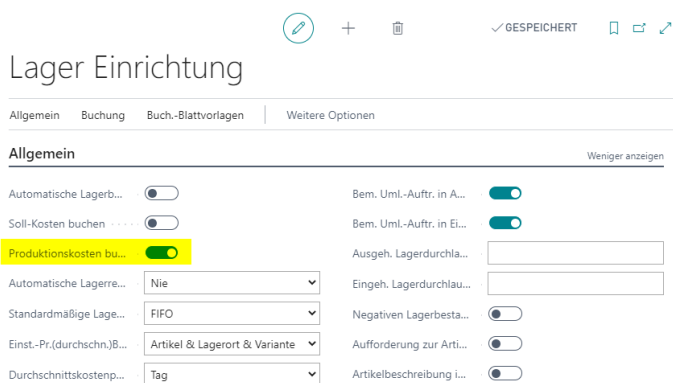 GESPEICHERT
Lager Einrichtung
Allgemein Buchung Buch.-Blattvorlagen Weitere Optionen
Allgemein Weniger anzeigen
Automatische Lagerb... Bem. Uml.-Auftr. in A...
Soll-Kosten buchen Bem. Uml.-Auftr. in Ei...
Produktionskosten bu... Ausgeh. Lagerdurchla...
Automatische Lagerre... Nie Eingeh. Lagerdurchlau...
Standardmäßige Lage... FIFO Negativen Lagerbesta...
Einst.-Pr.(durchschn.)B... Artikel & Lagerort & Variante Aufforderung zur Arti...
Durchschnittskostenp... Tag Artikelbeschreibung i...